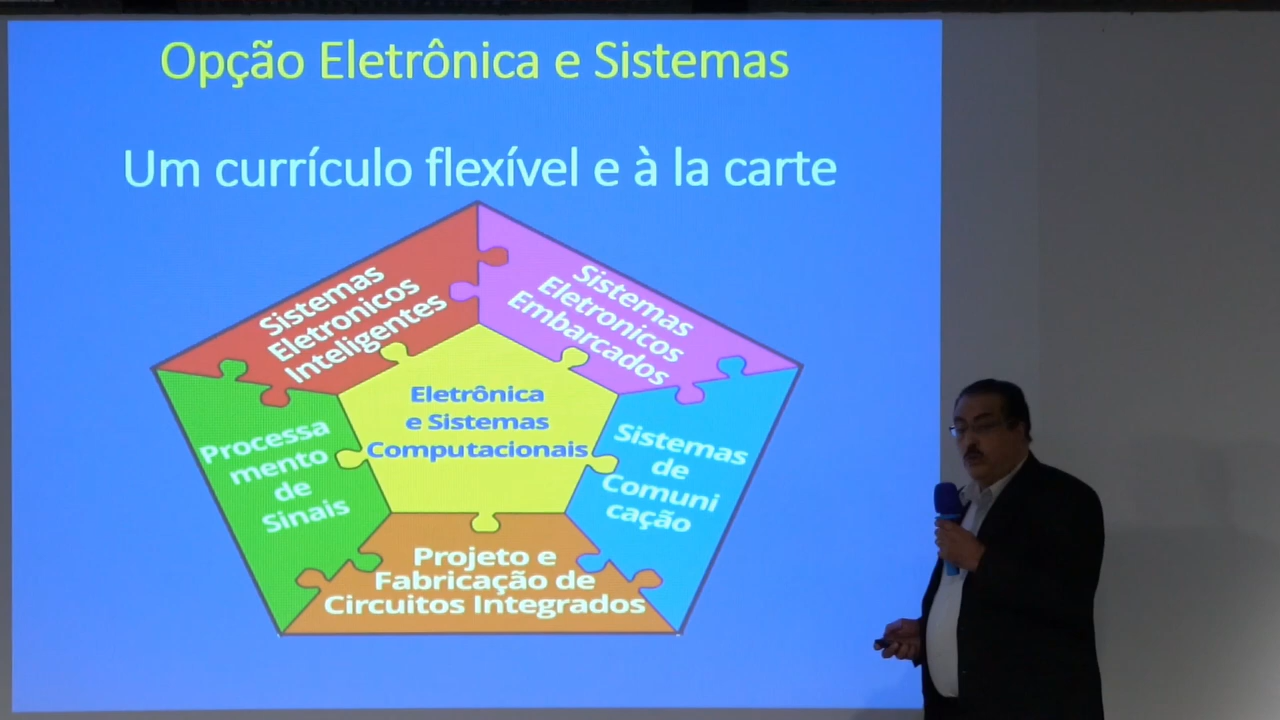 Opção Eletrônica e Sistemas
Um currículo flexível e à la carte
Sistemas
Eletronicos
Inteligentes
Sistemas
Eletronicos
Embarcados
Eletrônica
e Sistemas
Computacionais
Processa
mento
de
Sinais
Sistemas
de
Comuni
cação
Projeto e
Fabricação de
Circuitos Integrados